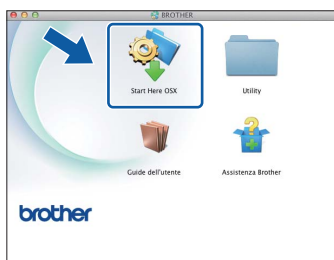 BROTHER
Start Here OSX
Utility
Guide dell'utente
Assistenza Brother
brother